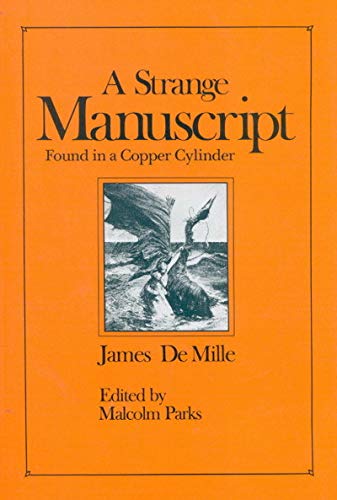 A Strange
Manuscript
Found in a Copper Cylinder
James De Mille
Edited by
Malcolm Parks